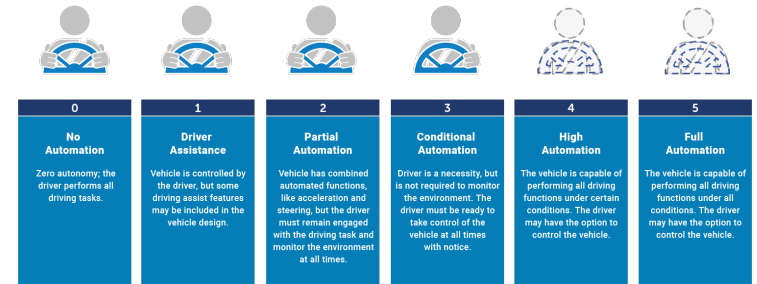 0
No
Automation
Zero autonomy; the
driver performs all
driving tasks.
1
Driver
Assistance
Vehicle is controlled by
the driver, but some
driving assist features
may be included in the
vehicle design.
2
Partial
Automation
Vehicle has combined
automated functions,
like acceleration and
steering, but the driver
must remain engaged
with the driving task and
monitor the environment
at all times.
3
Conditional
Automation
Driver is a necessity, but
is not required to monitor
the environment. The
driver must be ready to
take control of the
vehicle at all times
with notice.
4
High
Automation
The vehicle is capable of
performing all driving
functions under certain
conditions. The driver
may have the option to
control the vehicle.
5
Full
Automation
The vehicle is capable of
performing all driving
functions under all
conditions. The driver
may have the option to
control the vehicle.